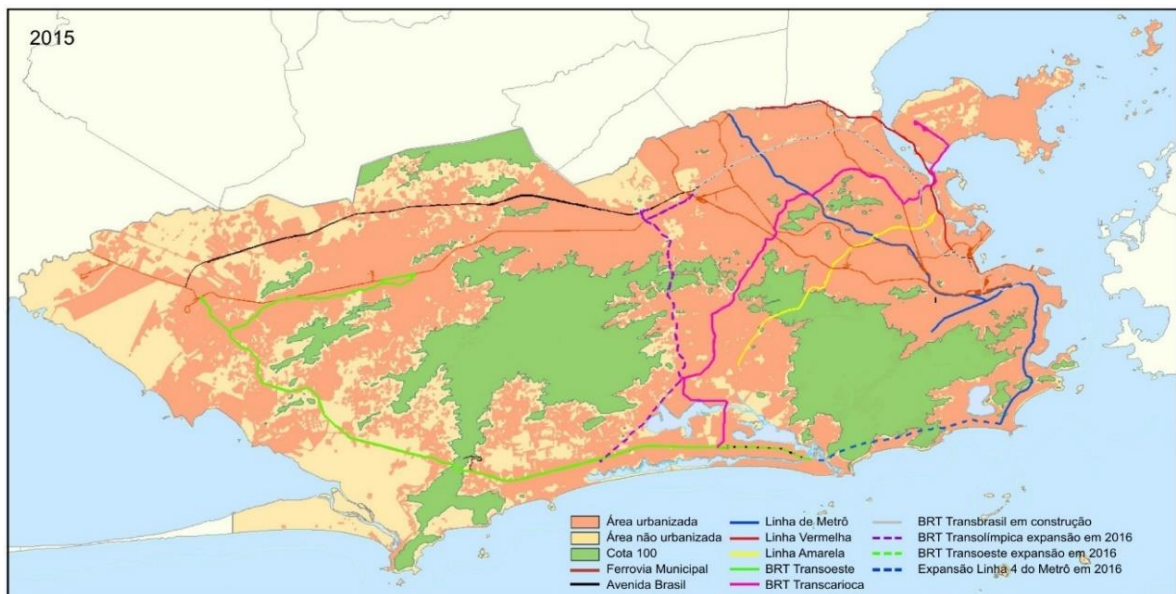 2015
Área urbanizada
Área não urbanizada
Cota 100
Ferrovia Municipal
Avenida Brasil
Linha de Metrô
Linha Vermelha
Linha Amarela
BRT Transoeste
BRT Transcarioca
BRT Transbrasil em construção
BRT Transolímpica expansão em 2016
BRT Transoeste expansão em 2016
Expansão Linha 4 do Metrô em 2016